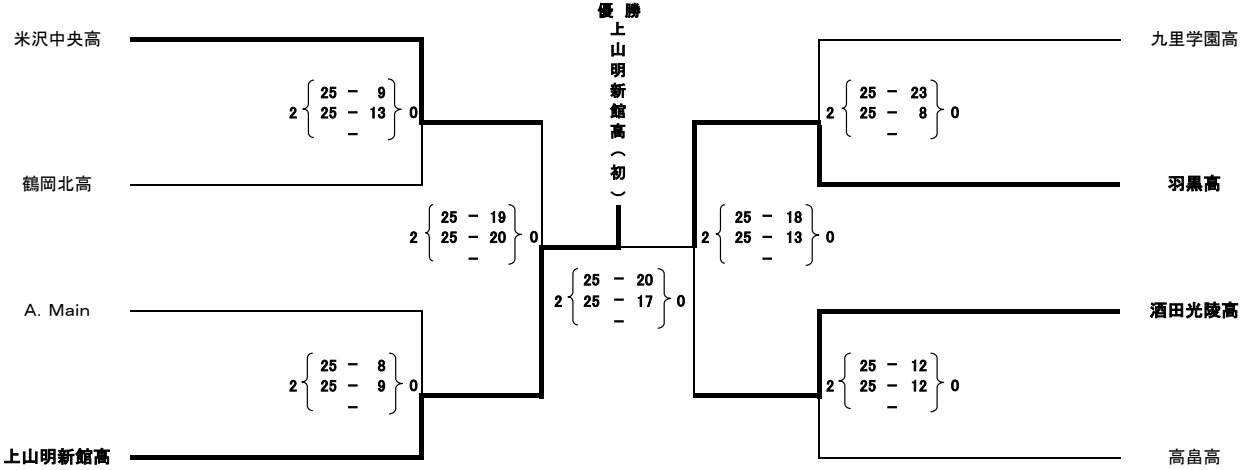 優 勝
上山明新館高(初)
米沢中央高
2 25 - 9 0
25 - 13
-
鶴岡北高
2 25 - 19 0
25 - 20
-
A. Main
2 25 - 8 0
25 - 9
-
上山明新館高
2 25 - 20 0
25 - 17
-
九里学園高
2 25 - 23 0
25 - 8
-
羽黒高
2 25 - 18 0
25 - 13
-
酒田光陵高
2 25 - 12 0
25 - 12
-
高畠高